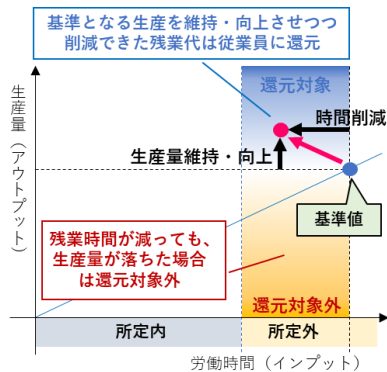 基準となる生産を維持・向上させつつ
削減できた残業代は従業員に還元
還元対象
時間削減
生産量維持・向上
基準値
生産量（アウトプット）
残業時間が減っても、
生産量が落ちた場合
は還元対象外
還元対象外
所定内
所定外
労働時間（インプット）